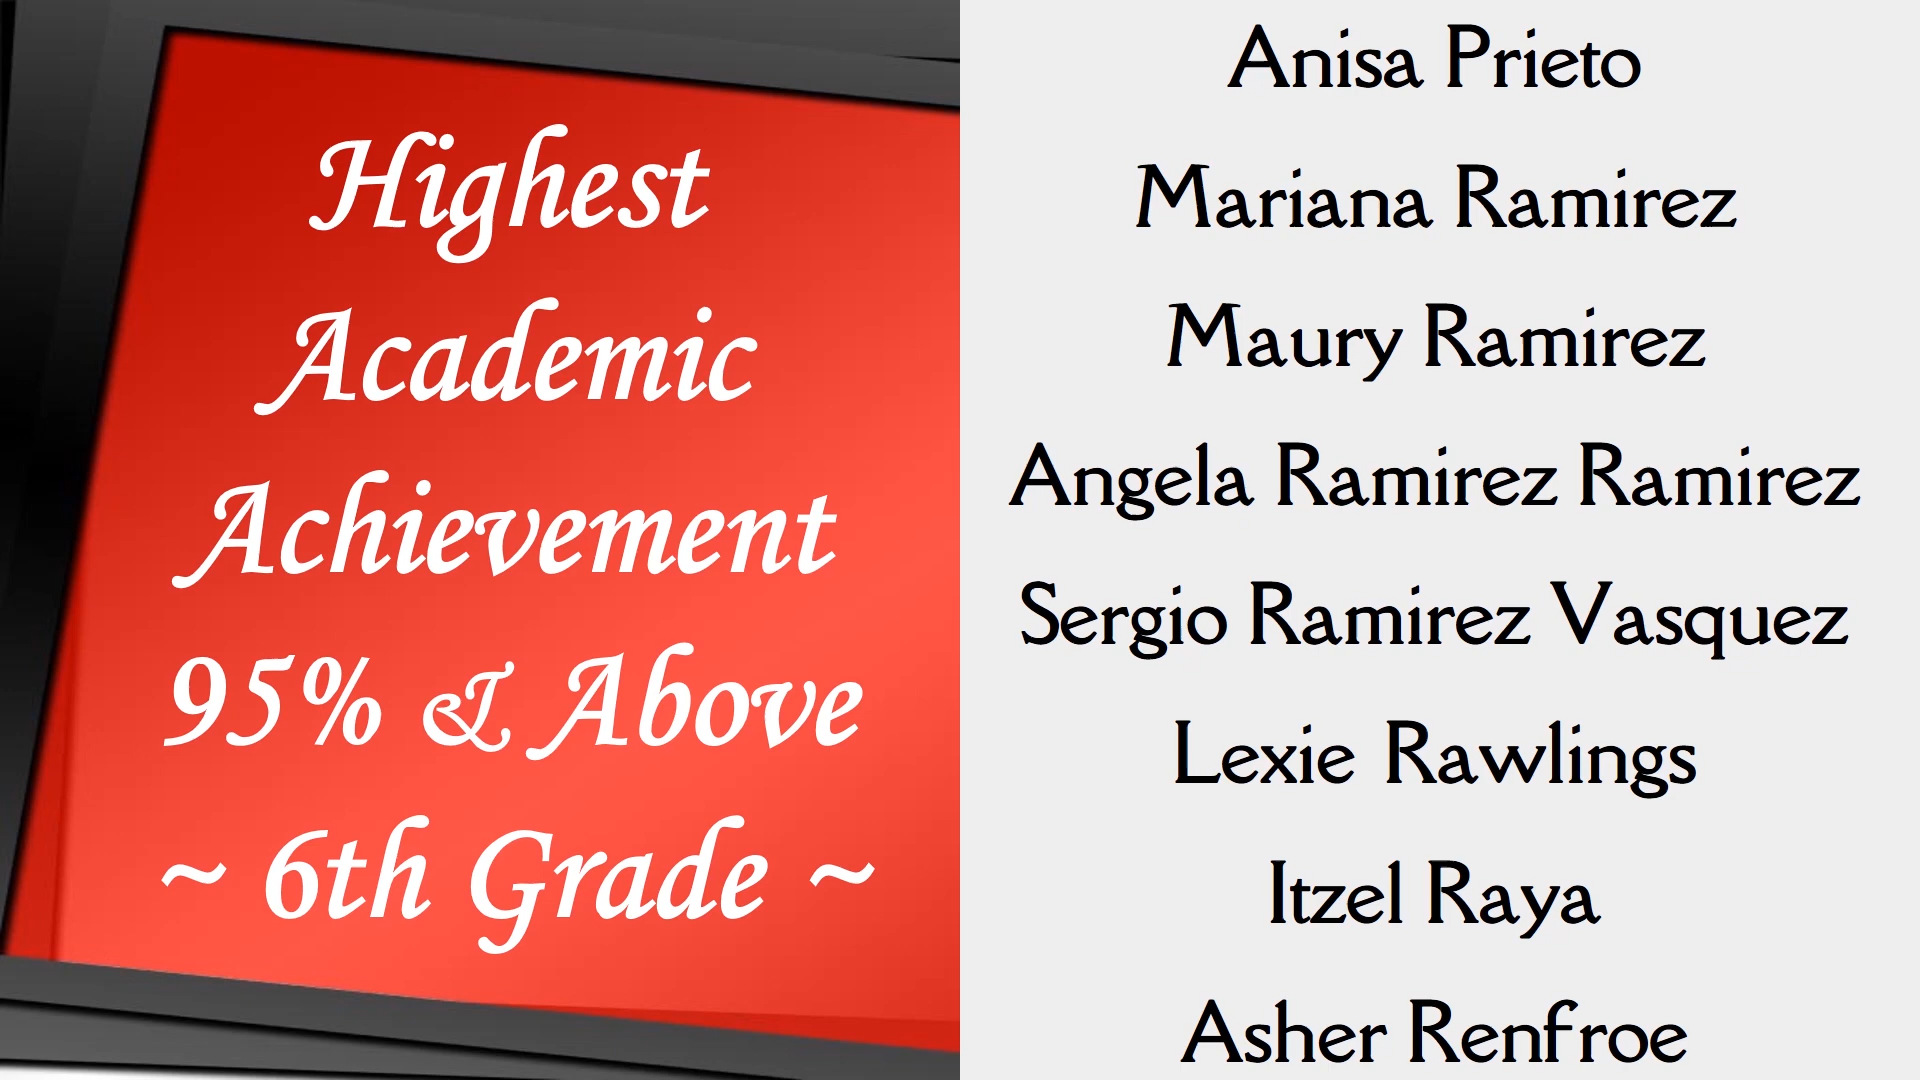 Highest
Academic
Achievement
95% & Above
~ 6th Grade ~
Anisa Prieto
Mariana Ramirez
Maury Ramirez
Angela Ramirez Ramirez
Sergio Ramirez Vasquez
Lexie Rawlings
Itzel Raya
Asher Renfroe